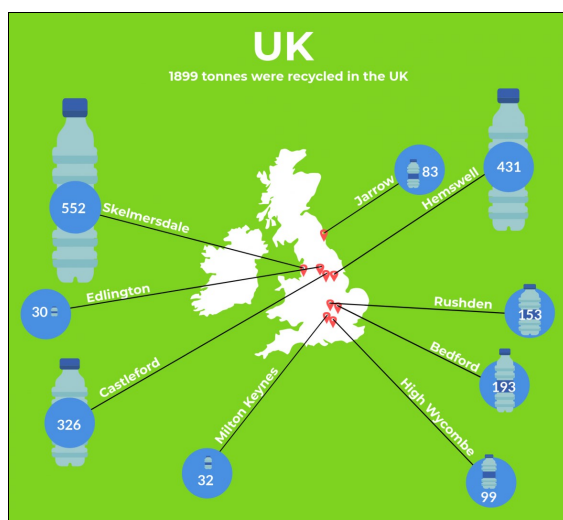 UK
1899 tonnes were recycled in the UK
Jarrow
83
Hemswell
431
552
Skelmersdale
30
Edlington
Rushden
153
Bedford
193
Castleford
326
Milton Keynes
32
High Wycombe
99